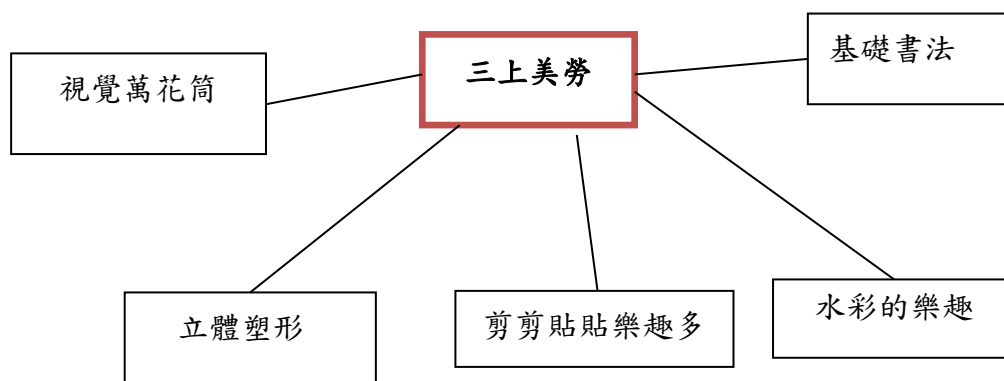 三上美勞
基礎書法
視覺萬花筒
立體塑形
剪剪貼貼樂趣多
水彩的樂趣